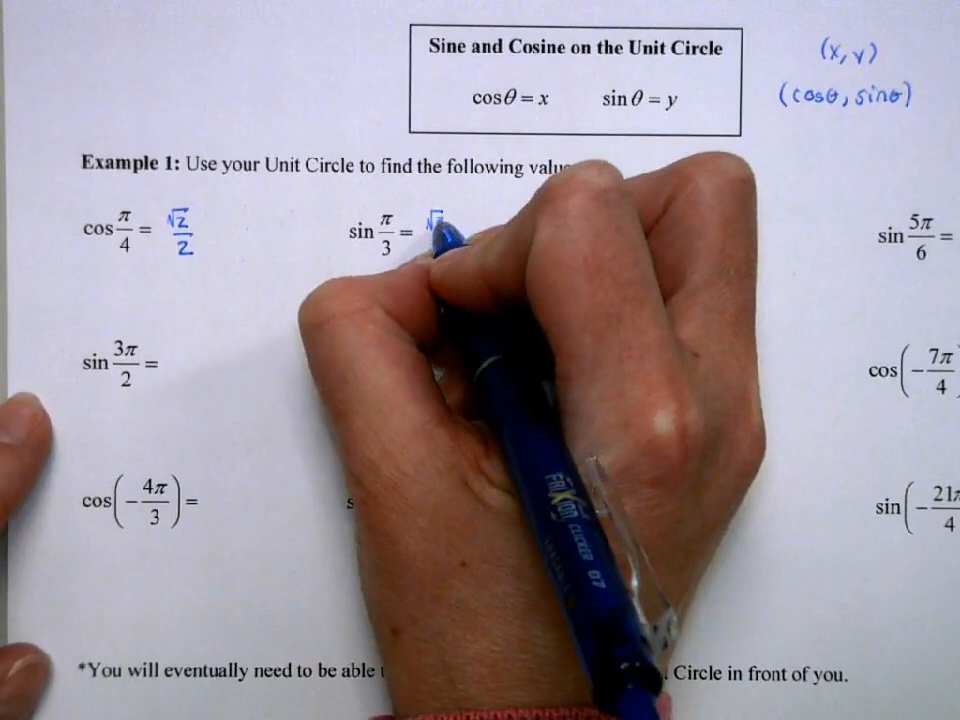 Sine and Cosine on the Unit Circle
(x, y)
cosθ = x sinθ = y
(cosθ, sinθ)
Example 1: Use your Unit Circle to find the following
cos π/4 = √2/2
sin π/3 =
sin 5π/6 =
sin 3π/2 =
cos(-7π/4)
cos(-4π/3) =
sin(-21π/4
*You will eventually need to be able
Circle in front of you.
FRIXION CLICKER 07